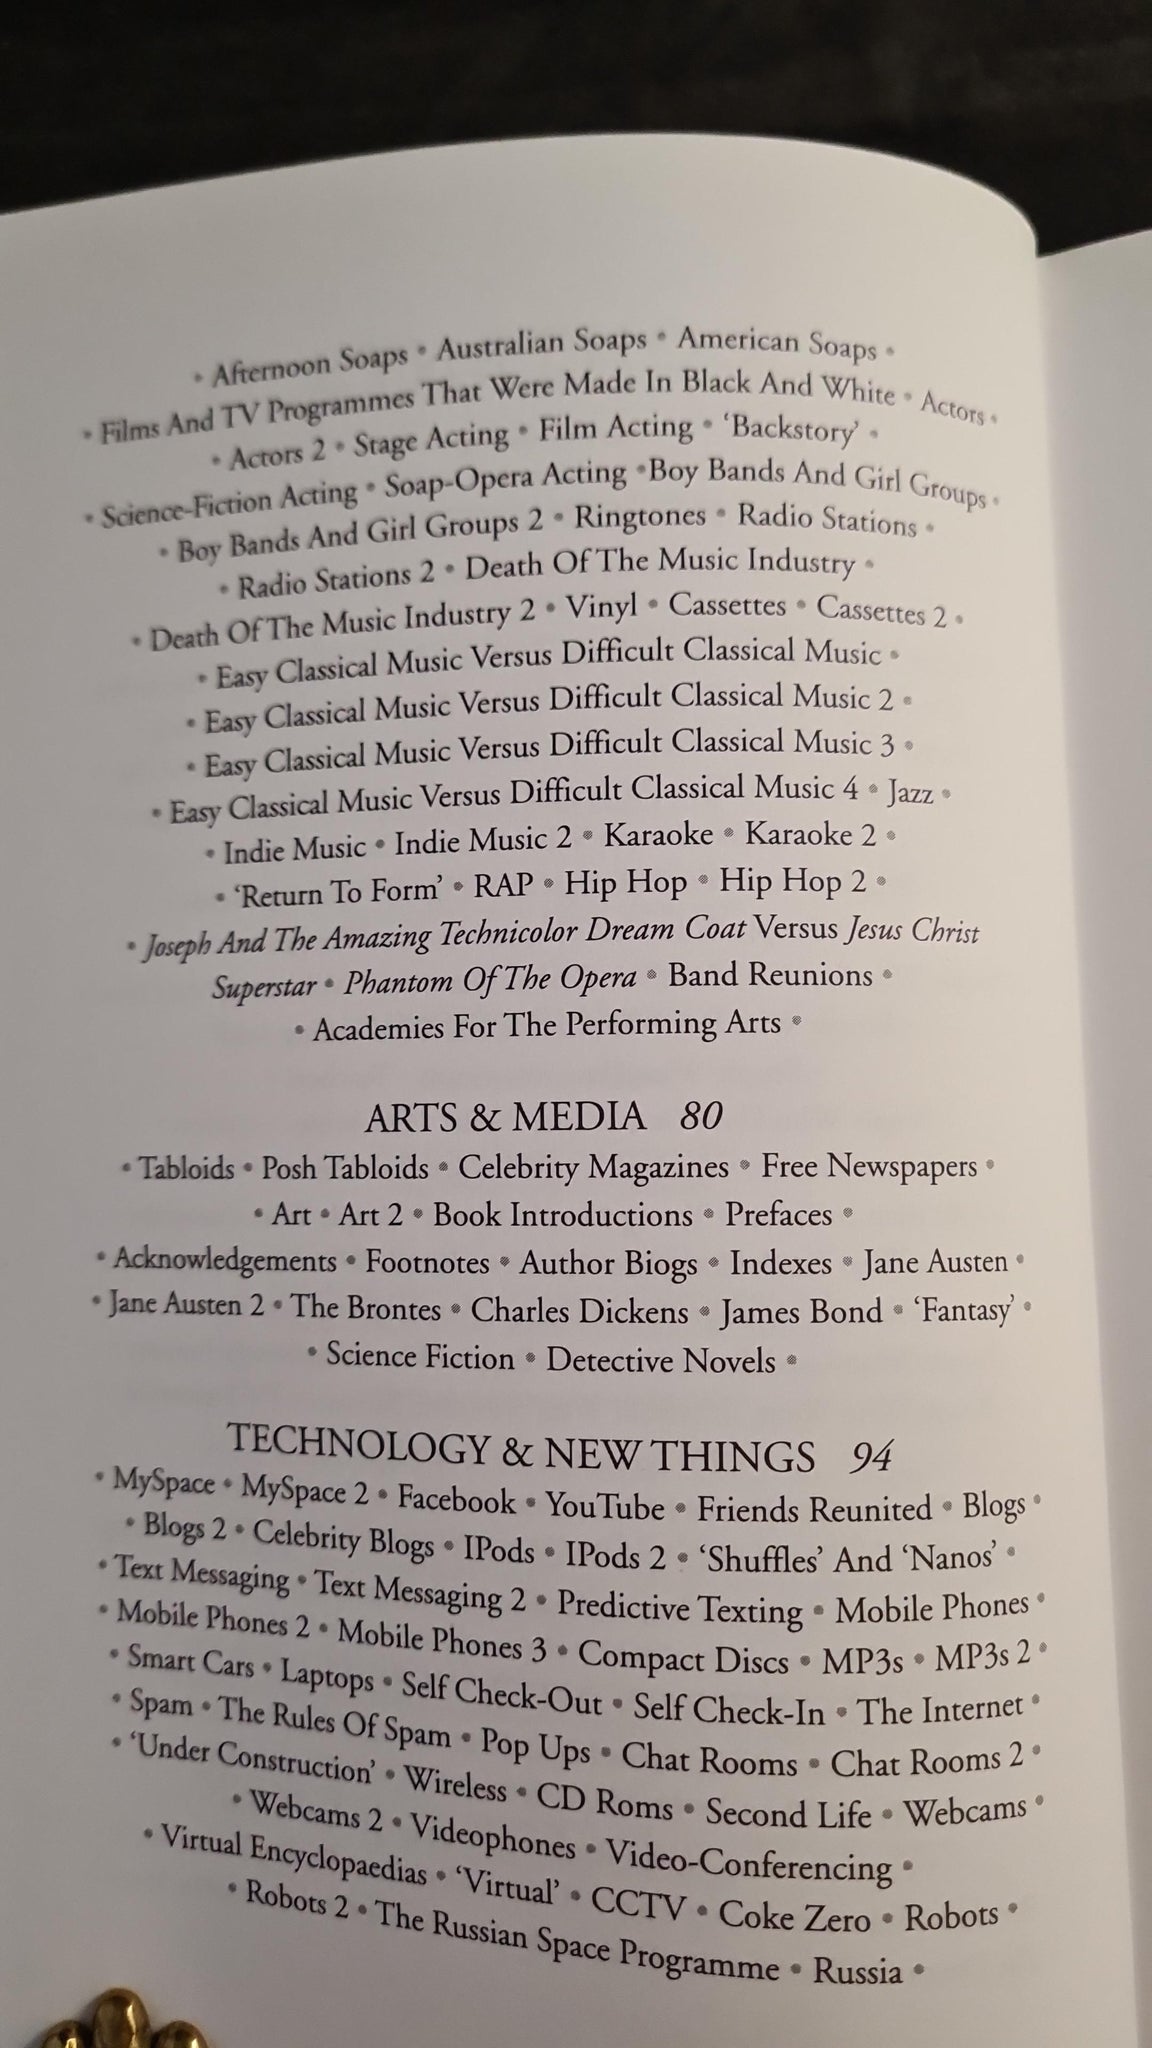 • Afternoon Soaps • Australian Soaps • American Soaps •
• Films And TV Programmes That Were Made In Black And White • Actors •
• Actors 2 • Stage Acting • Film Acting • ‘Backstory’ •
• Science-Fiction Acting • Soap-Opera Acting •Boy Bands And Girl Groups •
• Boy Bands And Girl Groups 2 • Ringtones • Radio Stations •
• Radio Stations 2 • Death Of The Music Industry •
• Death Of The Music Industry 2 • Vinyl • Cassettes • Cassettes 2 •
• Easy Classical Music Versus Difficult Classical Music •
• Easy Classical Music Versus Difficult Classical Music 2 •
• Easy Classical Music Versus Difficult Classical Music 3 •
• Easy Classical Music Versus Difficult Classical Music 4 • Jazz •
• Indie Music • Indie Music 2 • Karaoke • Karaoke 2 •
• ‘Return To Form’ • RAP • Hip Hop • Hip Hop 2 •
• Joseph And The Amazing Technicolor Dream Coat Versus Jesus Christ
Superstar • Phantom Of The Opera • Band Reunions •
• Academies For The Performing Arts •
ARTS & MEDIA 80
• Tabloids • Posh Tabloids • Celebrity Magazines • Free Newspapers •
• Art • Art 2 • Book Introductions • Prefaces •
• Acknowledgements • Footnotes • Author Biogs • Indexes • Jane Austen •
• Jane Austen 2 • The Brontes • Charles Dickens • James Bond • ‘Fantasy’ •
• Science Fiction • Detective Novels •
TECHNOLOGY & NEW THINGS 94
• MySpace • MySpace 2 • Facebook • YouTube • Friends Reunited • Blogs •
• Blogs 2 • Celebrity Blogs • IPods • IPods 2 • ‘Shuffles’ And ‘Nanos’ •
• Text Messaging • Text Messaging 2 • Predictive Texting • Mobile Phones •
• Mobile Phones 2 • Mobile Phones 3 • Compact Discs • MP3s • MP3s 2 •
• Smart Cars • Laptops • Self Check-Out • Self Check-In • The Internet •
• Spam • The Rules Of Spam • Pop Ups • Chat Rooms • Chat Rooms 2 •
• ‘Under Construction’ • Wireless • CD Roms • Second Life • Webcams •
• Webcams 2 • Videophones • Video-Conferencing •
• Virtual Encyclopaedias • ‘Virtual’ • CCTV • Coke Zero • Robots •
• Robots 2 • The Russian Space Programme • Russia •